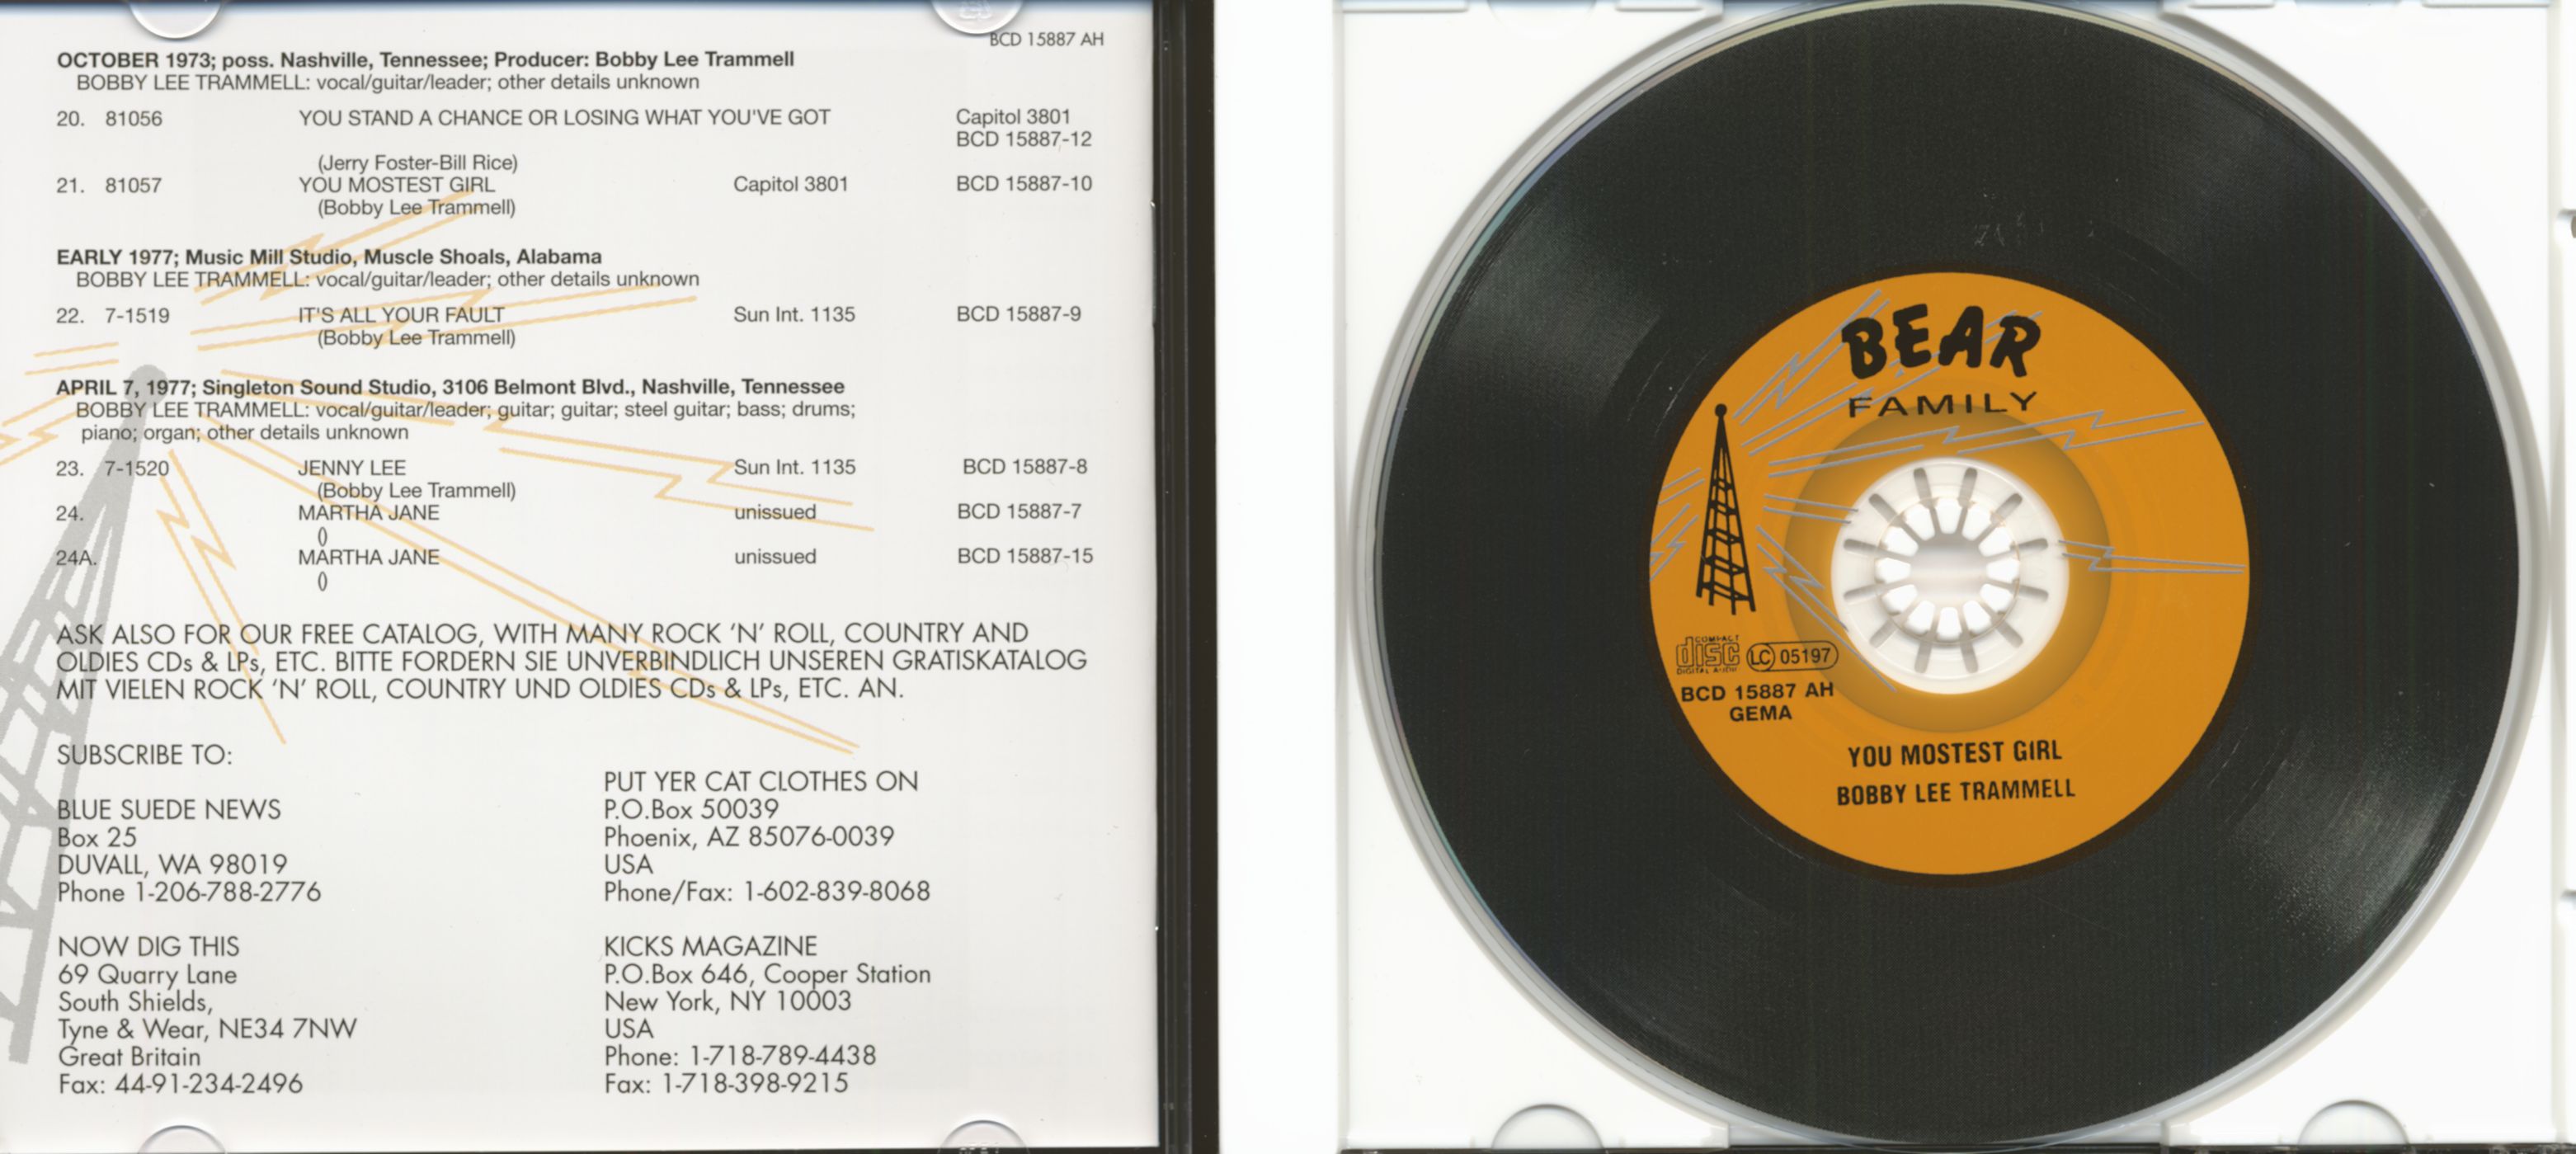 BCD 15887 AH
OCTOBER 1973; poss. Nashville, Tennessee; Producer: Bobby Lee Trammell
BOBBY LEE TRAMMELL: vocal/guitar/leader; other details unknown
20. 81056 YOU STAND A CHANCE OR LOSING WHAT YOU'VE GOT Capitol 3801
BCD 15887-12
(Jerry Foster-Bill Rice)
21. 81057 YOU MOSTEST GIRL Capitol 3801 BCD 15887-10
(Bobby Lee Trammell)
EARLY 1977; Music Mill Studio, Muscle Shoals, Alabama
BOBBY LEE TRAMMELL: vocal/guitar/leader; other details unknown
22. 7-1519 IT'S ALL YOUR FAULT Sun Int. 1135 BCD 15887-9
(Bobby Lee Trammell)
APRIL 7, 1977; Singleton Sound Studio, 3106 Belmont Blvd., Nashville, Tennessee
BOBBY LEE TRAMMELL: vocal/guitar/leader; guitar; guitar; steel guitar; bass; drums;
piano; organ; other details unknown
23. 7-1520 JENNY LEE Sun Int. 1135 BCD 15887-8
(Bobby Lee Trammell)
24. MARTHA JANE unissued BCD 15887-7
()
24A. MARTHA JANE unissued BCD 15887-15
()
ASK ALSO FOR OUR FREE CATALOG, WITH MANY ROCK 'N' ROLL, COUNTRY AND
OLDIES CDs & LPs, ETC. BITTE FORDERN SIE UNVERBINDLICH UNSEREN GRATISKATALOG
MIT VIELEN ROCK 'N' ROLL, COUNTRY UND OLDIES CDs & LPs, ETC. AN.
SUBSCRIBE TO:
BLUE SUEDE NEWS
Box 25
DUVALL, WA 98019
Phone 1-206-788-2776
PUT YER CAT CLOTHES ON
P.O.Box 50039
Phoenix, AZ 85076-0039
USA
Phone/Fax: 1-602-839-8068
NOW DIG THIS
69 Quarry Lane
South Shields,
Tyne & Wear, NE34 7NW
Great Britain
Fax: 44-91-234-2496
KICKS MAGAZINE
P.O.Box 646, Cooper Station
New York, NY 10003
USA
Phone: 1-718-789-4438
Fax: 1-718-398-9215
BEAR
FAMILY
COMPACT
disc
DIGITAL AUDIO
LC 05197
BCD 15887 AH
GEMA
YOU MOSTEST GIRL
BOBBY LEE TRAMMELL